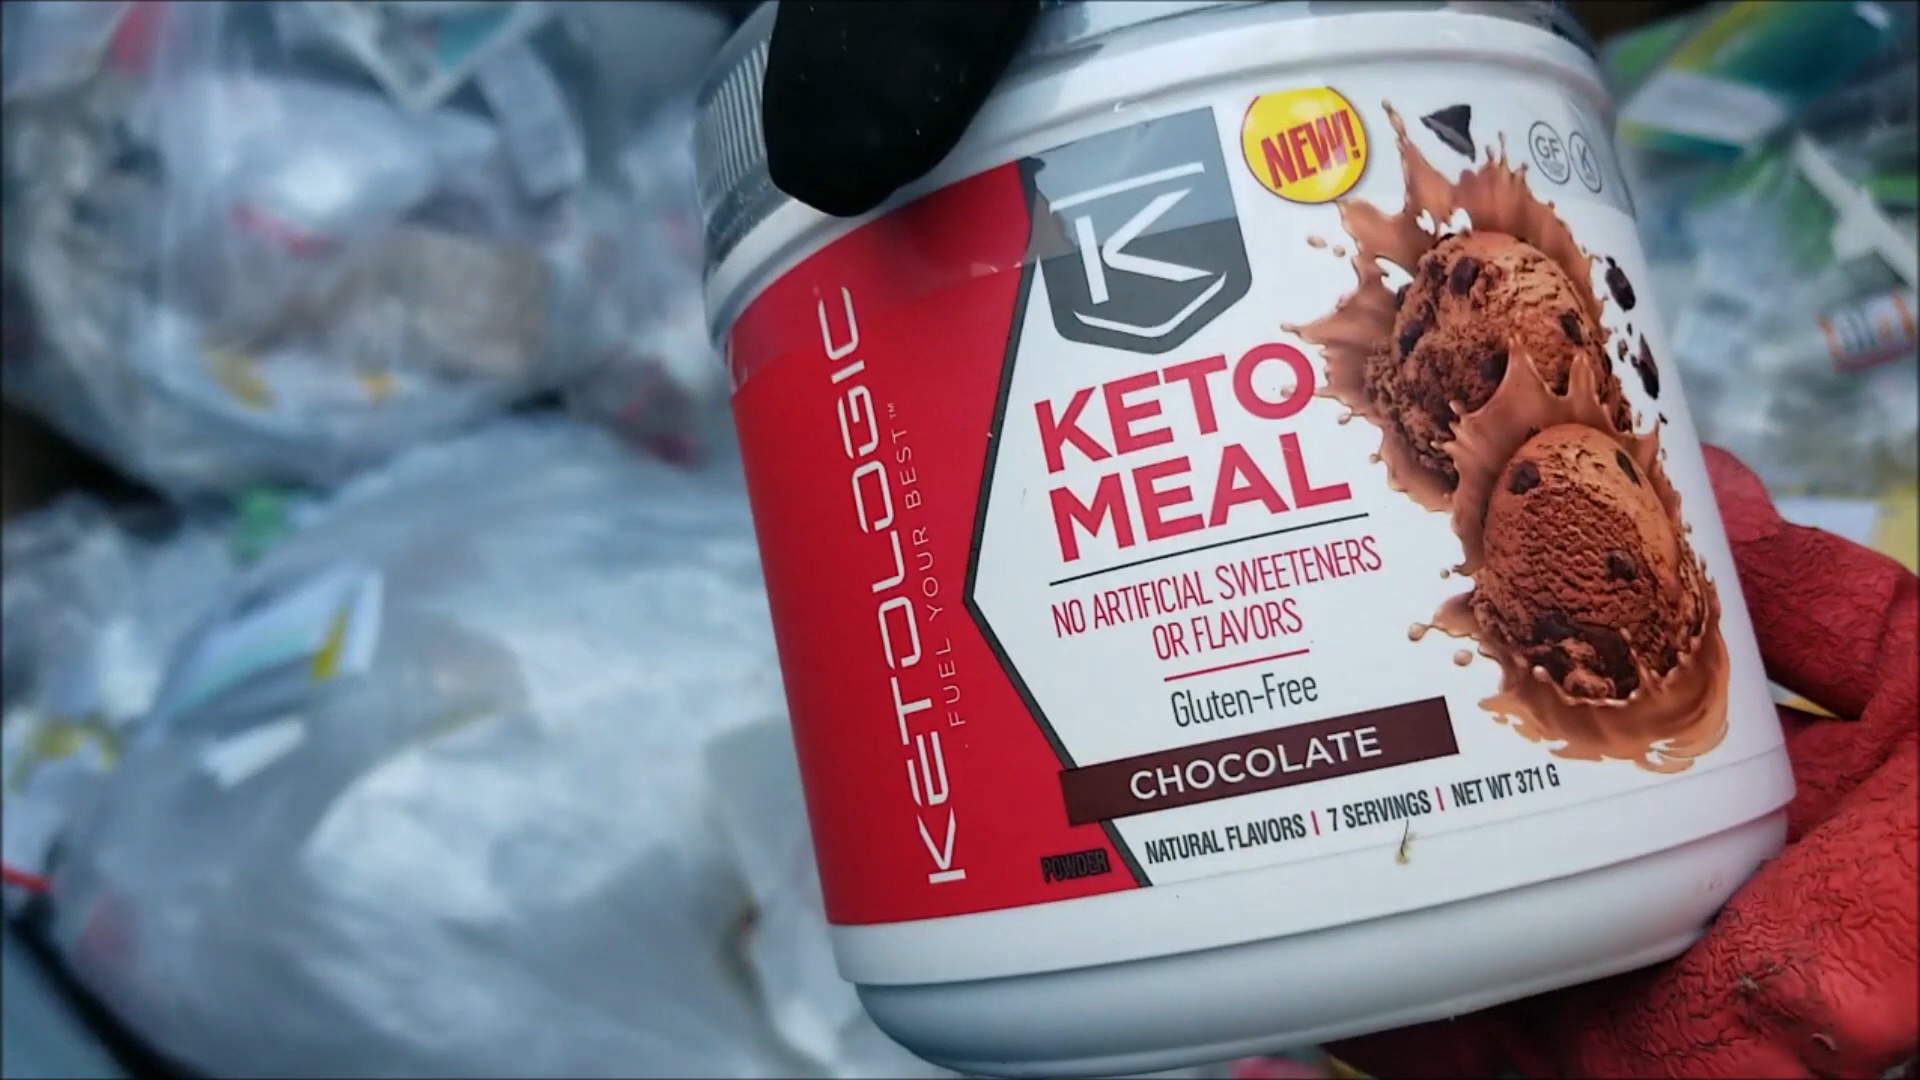 NEW!
GF
K
KETOLOGIC
FUEL YOUR BEST™
KETO
MEAL
NO ARTIFICIAL SWEETENERS
OR FLAVORS
Gluten-Free
CHOCOLATE
NATURAL FLAVORS | 7 SERVINGS | NET WT 371 G
POWDER